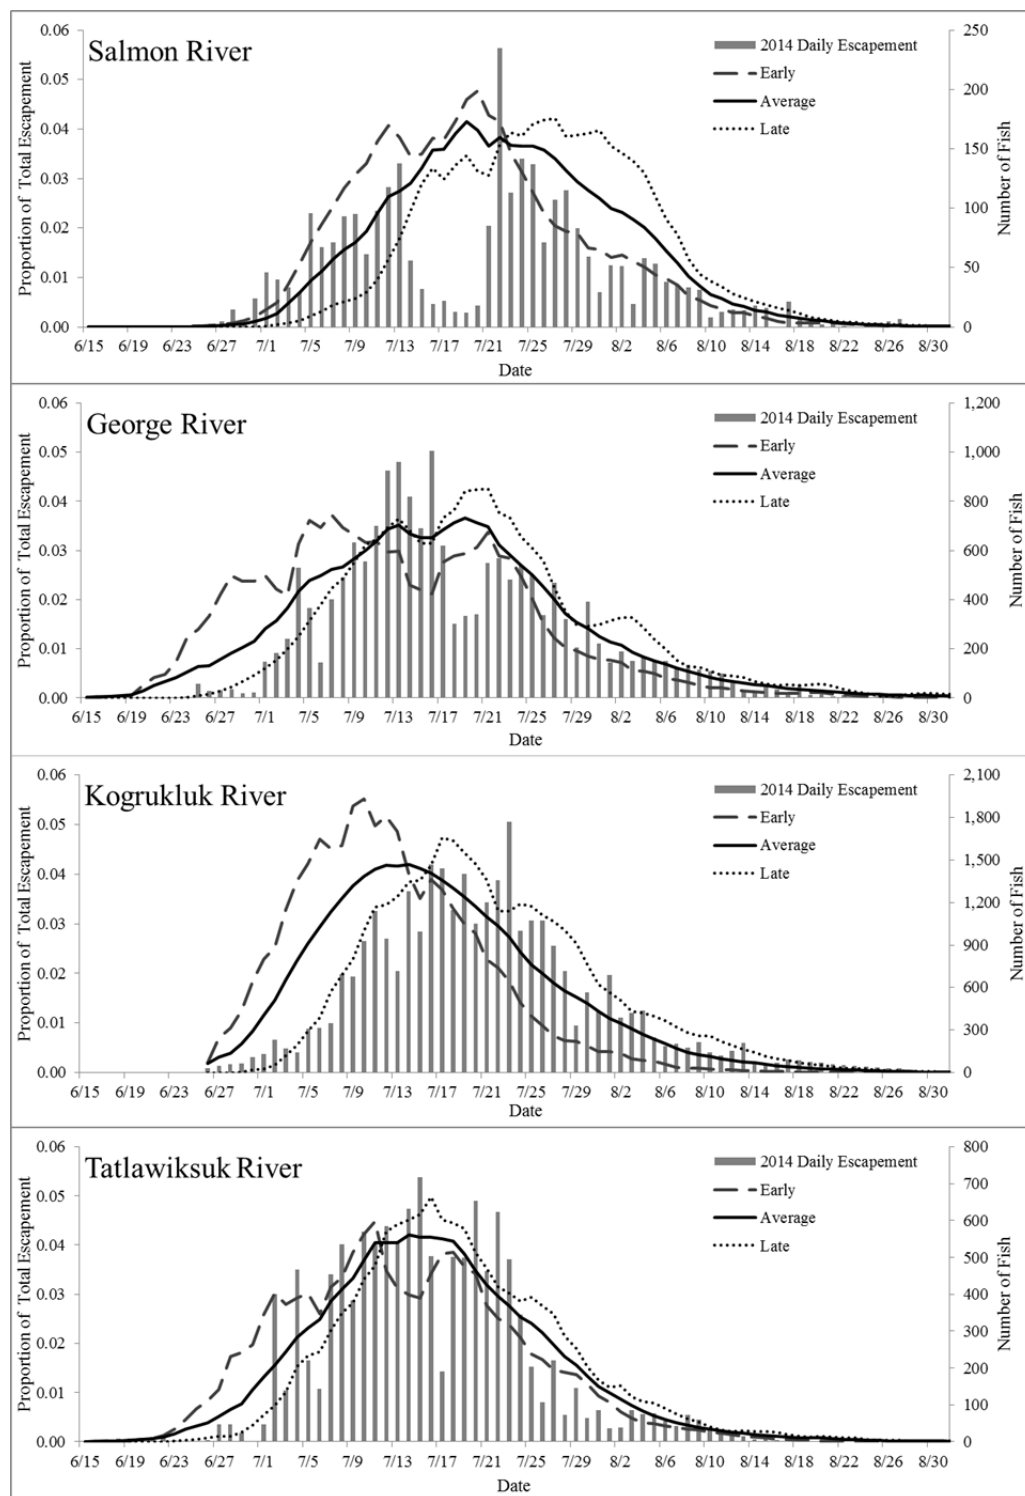 Salmon River
Proportion of Total Escapement
0.06
0.05
0.04
0.03
0.02
0.01
0.00
2014 Daily Escapement
Early
Average
Late
250
200
150
100
50
0
Number of Fish
6/15 6/19 6/23 6/27 7/1 7/5 7/9 7/13 7/17 7/21 7/25 7/29 8/2 8/6 8/10 8/14 8/18 8/22 8/26 8/30
Date
George River
Proportion of Total Escapement
0.06
0.05
0.04
0.03
0.02
0.01
0.00
2014 Daily Escapement
Early
Average
Late
1,200
1,000
800
600
400
200
0
Number of Fish
6/15 6/19 6/23 6/27 7/1 7/5 7/9 7/13 7/17 7/21 7/25 7/29 8/2 8/6 8/10 8/14 8/18 8/22 8/26 8/30
Date
Kogrukluk River
Proportion of Total Escapement
0.06
0.05
0.04
0.03
0.02
0.01
0.00
2014 Daily Escapement
Early
Average
Late
2,100
1,800
1,500
1,200
900
600
300
0
Number of Fish
6/15 6/19 6/23 6/27 7/1 7/5 7/9 7/13 7/17 7/21 7/25 7/29 8/2 8/6 8/10 8/14 8/18 8/22 8/26 8/30
Date
Tatlawiksuk River
Proportion of Total Escapement
0.06
0.05
0.04
0.03
0.02
0.01
0.00
2014 Daily Escapement
Early
Average
Late
800
700
600
500
400
300
200
100
0
Number of Fish
6/15 6/19 6/23 6/27 7/1 7/5 7/9 7/13 7/17 7/21 7/25 7/29 8/2 8/6 8/10 8/14 8/18 8/22 8/26 8/30
Date